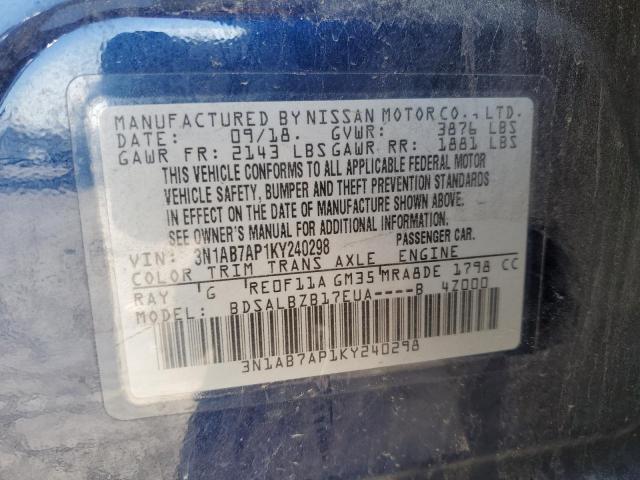 MANUFACTURED BY NISSAN MOTOR CO., LTD.
DATE: 09/18. GVWR: 3876 LBS
GAWR FR: 2143 LBS GAWR RR: 1881 LBS
THIS VEHICLE CONFORMS TO ALL APPLICABLE FEDERAL MOTOR
VEHICLE SAFETY, BUMPER AND THEFT PREVENTION STANDARDS
IN EFFECT ON THE DATE OF MANUFACTURE SHOWN ABOVE.
SEE OWNER'S MANUAL FOR ADDITIONAL INFORMATION.
VIN: 3N1AB7AP1KY240298 PASSENGER CAR.
COLOR TRIM TRANS AXLE ENGINE
RAY G RE0F11A GM35 MRA8DE 1798 CC
MODEL: BDSALBZB17EUA----B 4Z000
3N1AB7AP1KY240298